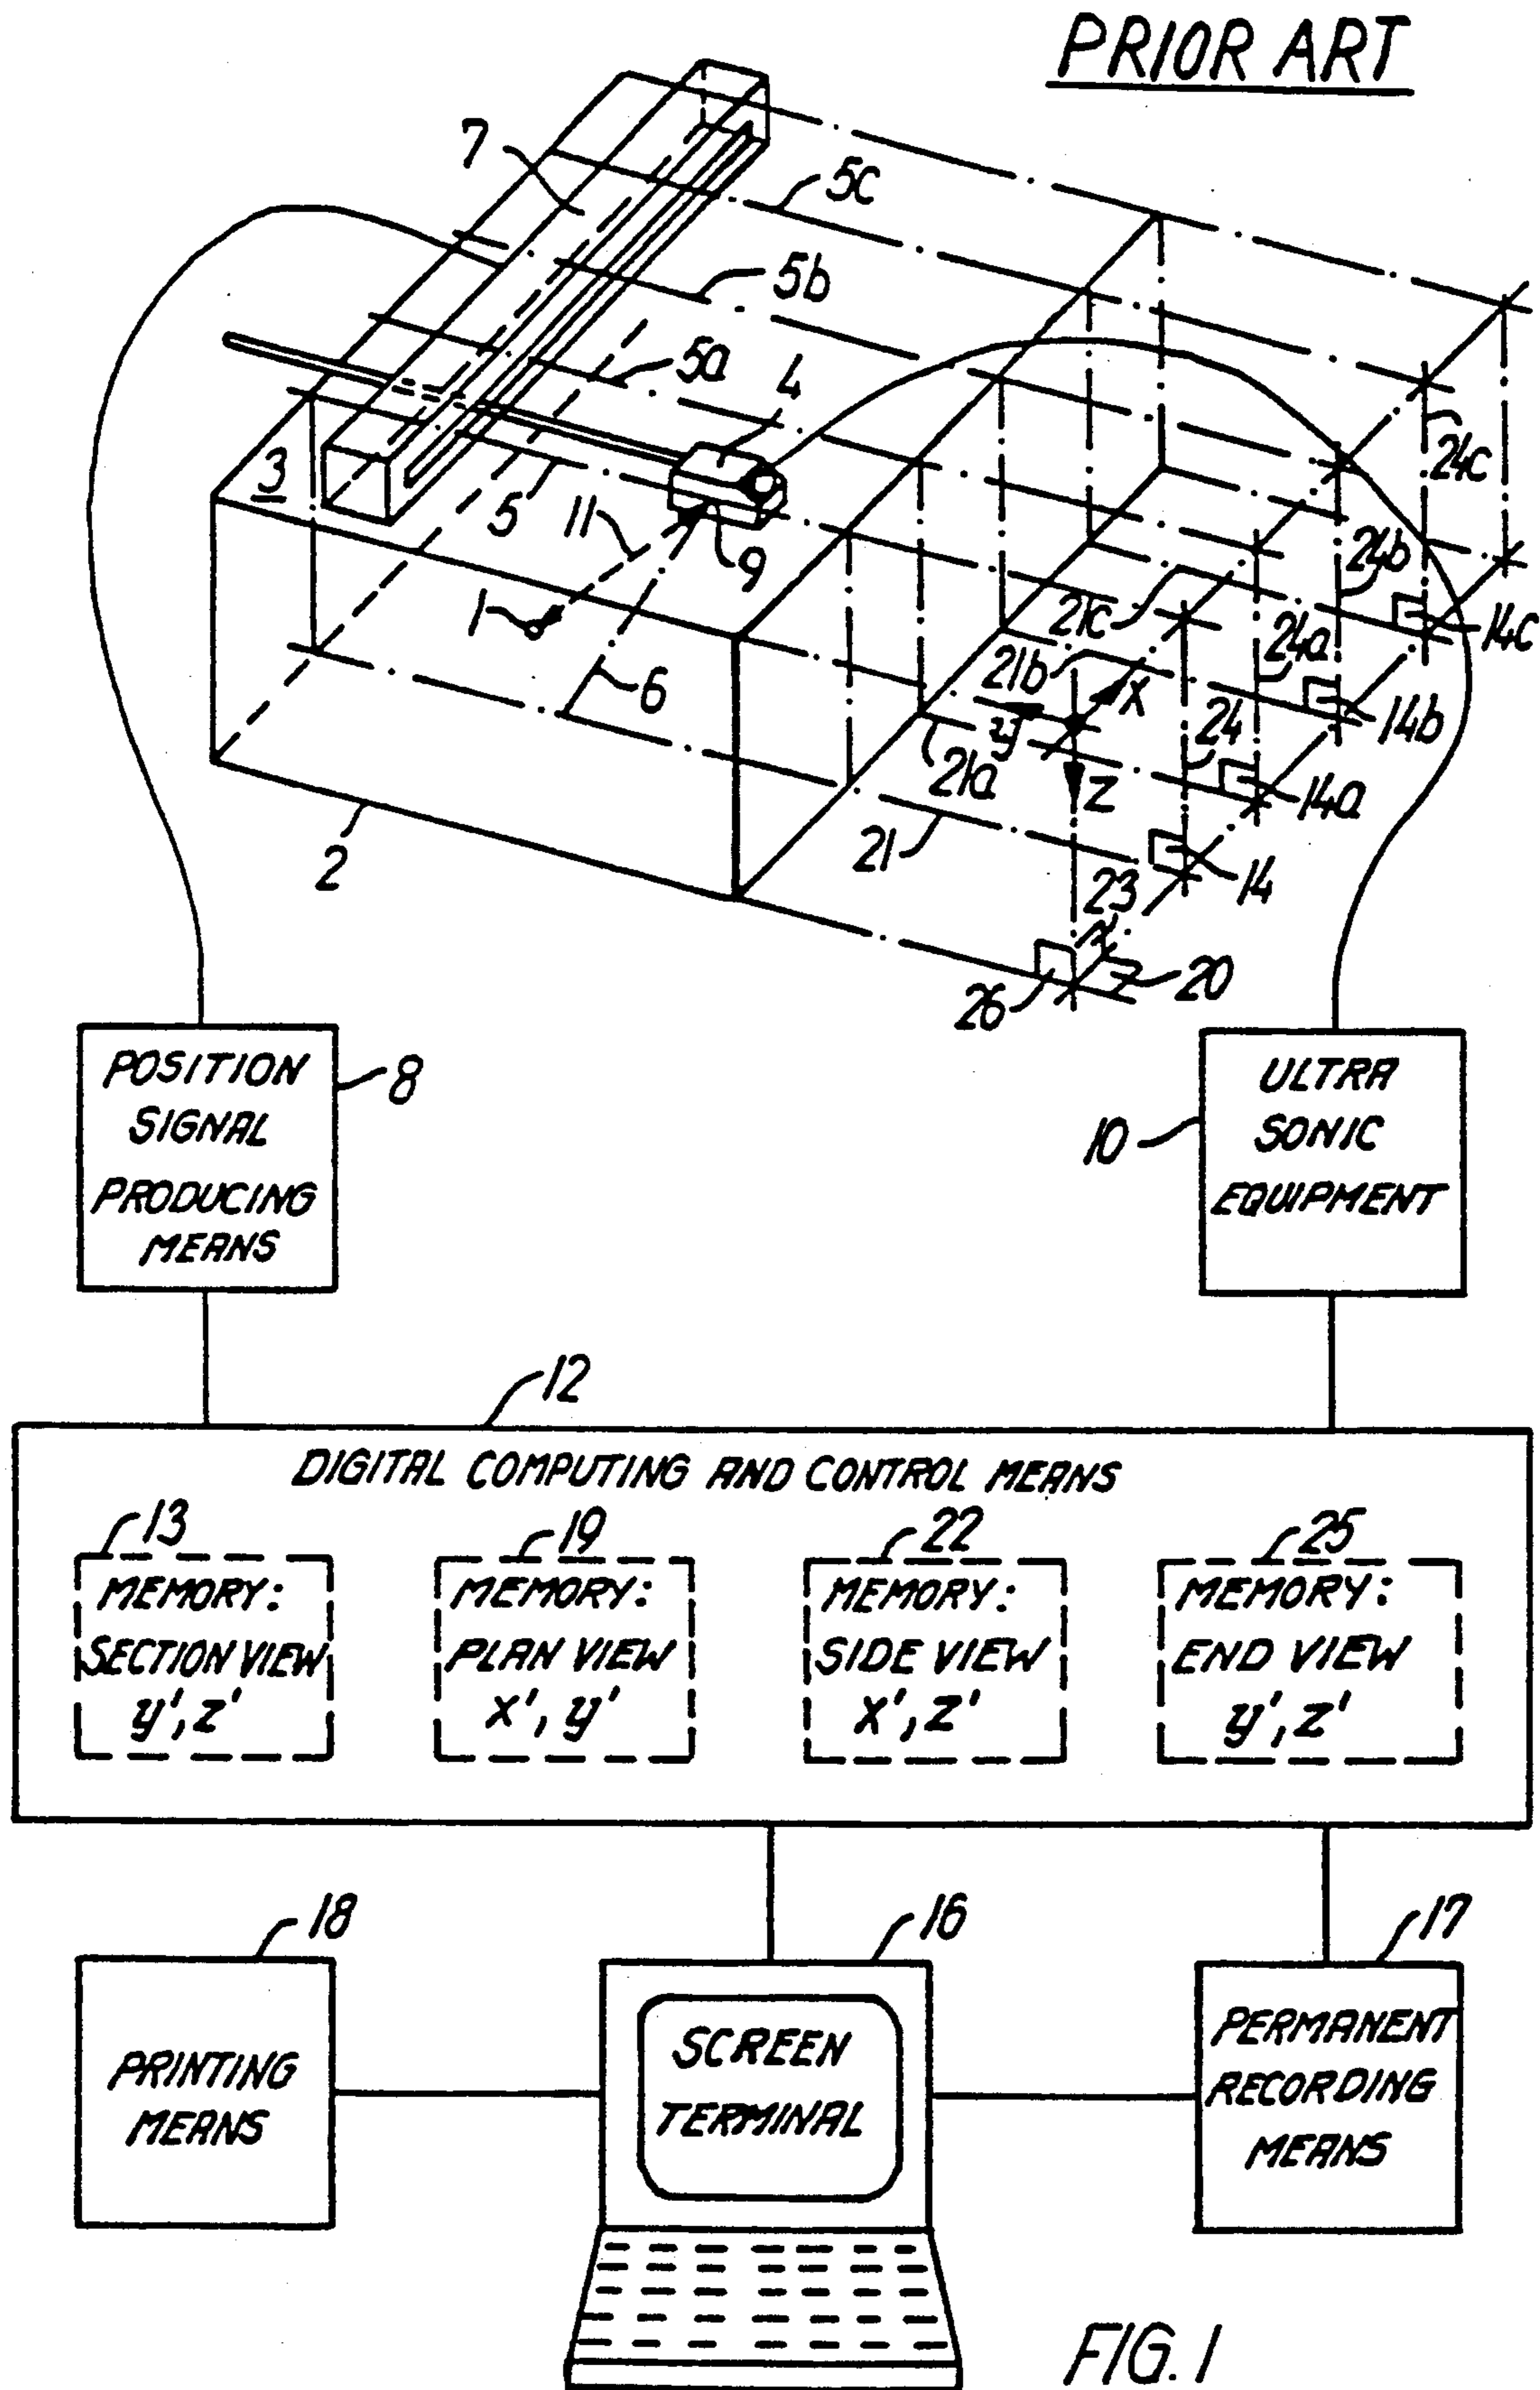 PRIOR ART
7
5c
5b
5a
4
3
5
11
9
1
6
2
24c
24b
21c
14c
24a
21b
x
24
14b
y
21a
z
14a
21
14
23
x'
26
20
POSITION
SIGNAL
PRODUCING
MEANS
8
ULTRA
SONIC
EQUIPMENT
10
12
DIGITAL COMPUTING AND CONTROL MEANS
13
19
22
25
MEMORY:
SECTION VIEW
y', z'
MEMORY:
PLAN VIEW
x', y'
MEMORY:
SIDE VIEW
x', z'
MEMORY:
END VIEW
y', z'
18
16
17
PRINTING
MEANS
SCREEN
TERMINAL
PERMANENT
RECORDING
MEANS
FIG. 1